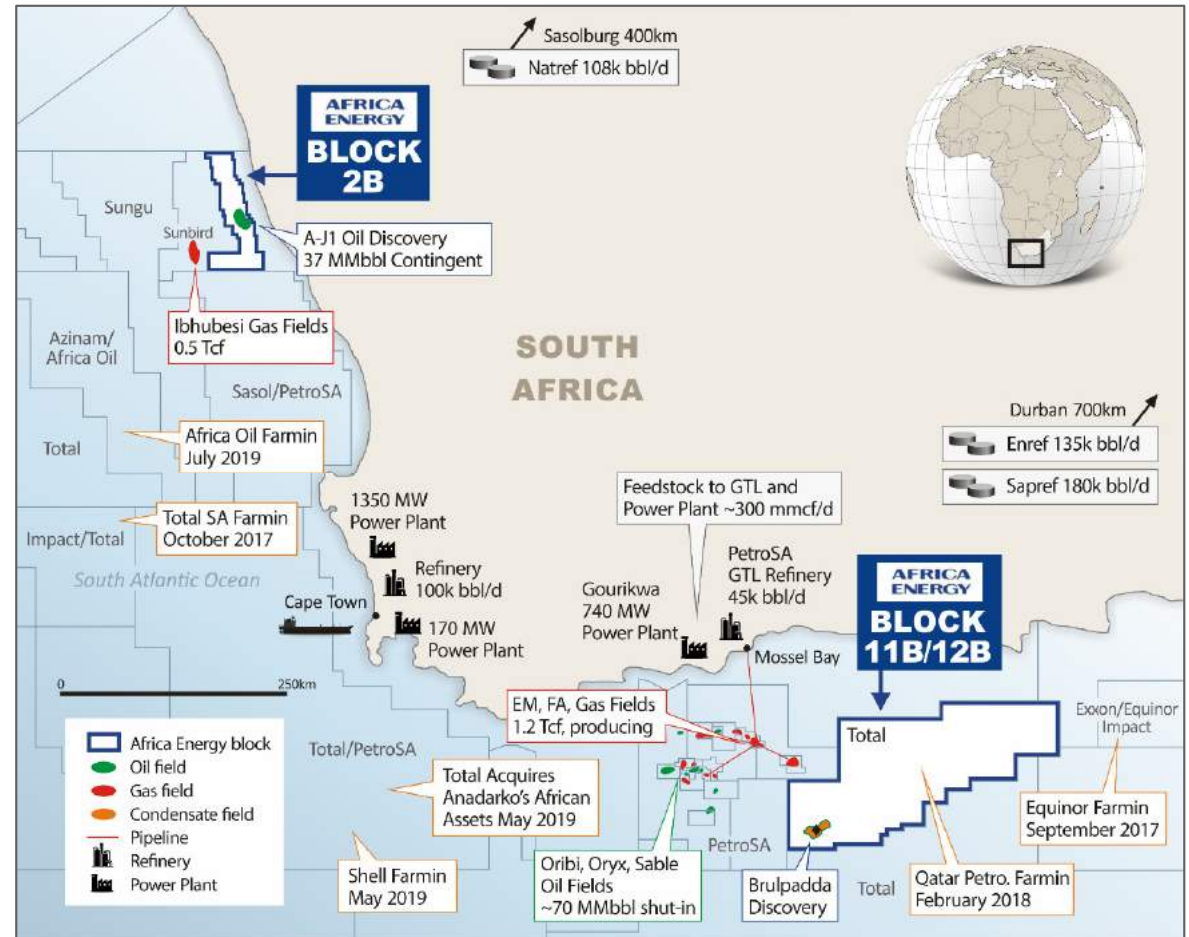 Sasolburg 400km
Natref 108k bbl/d
AFRICA
ENERGY
BLOCK
2B
Sungu
Sunbird
A-J1 Oil Discovery
37 MMbbl Contingent
Ibhubesi Gas Fields
0.5 Tcf
Azinam/
Africa Oil
Sasol/PetroSA
SOUTH
AFRICA
Total
Africa Oil Farmin
July 2019
Durban 700km
Enref 135k bbl/d
Sapref 180k bbl/d
Impact/Total
Total SA Farmin
October 2017
South Atlantic Ocean
1350 MW
Power Plant
Refinery
100k bbl/d
Cape Town
170 MW
Power Plant
Feedstock to GTL and
Power Plant ~300 mmcf/d
Gourikwa
740 MW
Power Plant
PetroSA
GTL Refinery
45k bbl/d
Mossel Bay
AFRICA
ENERGY
BLOCK
11B/12B
0
250km
Africa Energy block
Oil field
Gas field
Condensate field
Pipeline
Refinery
Power Plant
Total/PetroSA
EM, FA, Gas Fields
1.2 Tcf, producing
Total
Exxon/Equinor
Impact
Total Acquires
Anadarko's African
Assets May 2019
Shell Farmin
May 2019
PetroSA
Oribi, Oryx, Sable
Oil Fields
~70 MMbbl shut-in
Brulpadda
Discovery
Total
Qatar Petro. Farmin
February 2018
Equinor Farmin
September 2017